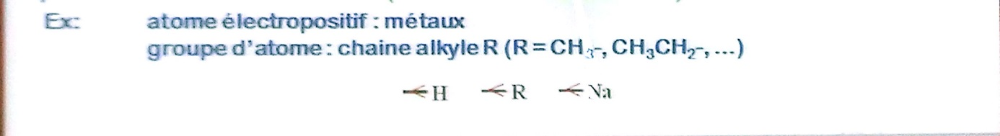 Ex: atome électropositif : métaux
groupe d'atome : chaine alkyle R (R = CH₃-, CH₃CH₂-, ...)
H R Na